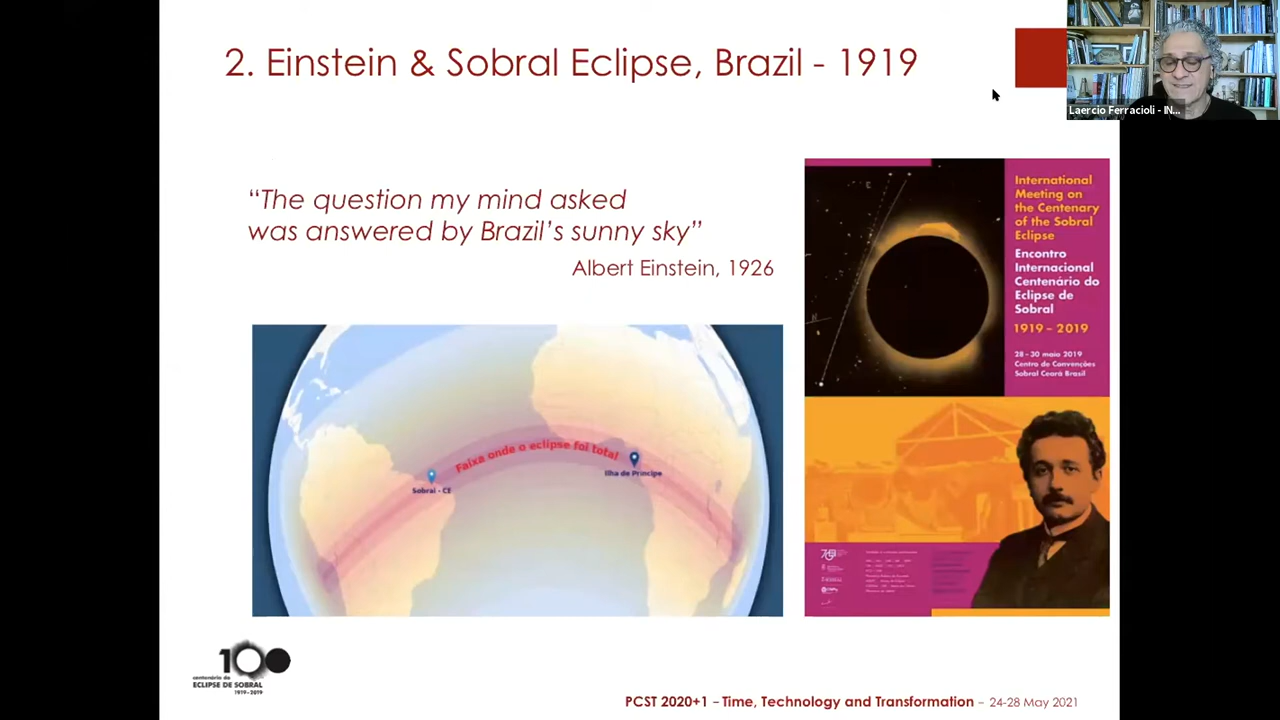 2. Einstein & Sobral Eclipse, Brazil - 1919
Laercio Ferracioli - IN...
“The question my mind asked
was answered by Brazil’s sunny sky”
Albert Einstein, 1926
Faixa onde o eclipse foi total
Sobral - CE
Ilha de Príncipe
International
Meeting on
the Centenary
of the Sobral
Eclipse
Encontro
Internacional
Centenário do
Eclipse de
Sobral
1919 - 2019
28 - 30 maio 2019
Centro de Convenções
Sobral Ceará Brasil
100
centenário do
ECLIPSE DE SOBRAL
1919-2019
PCST 2020+1 – Time, Technology and Transformation – 24-28 May 2021